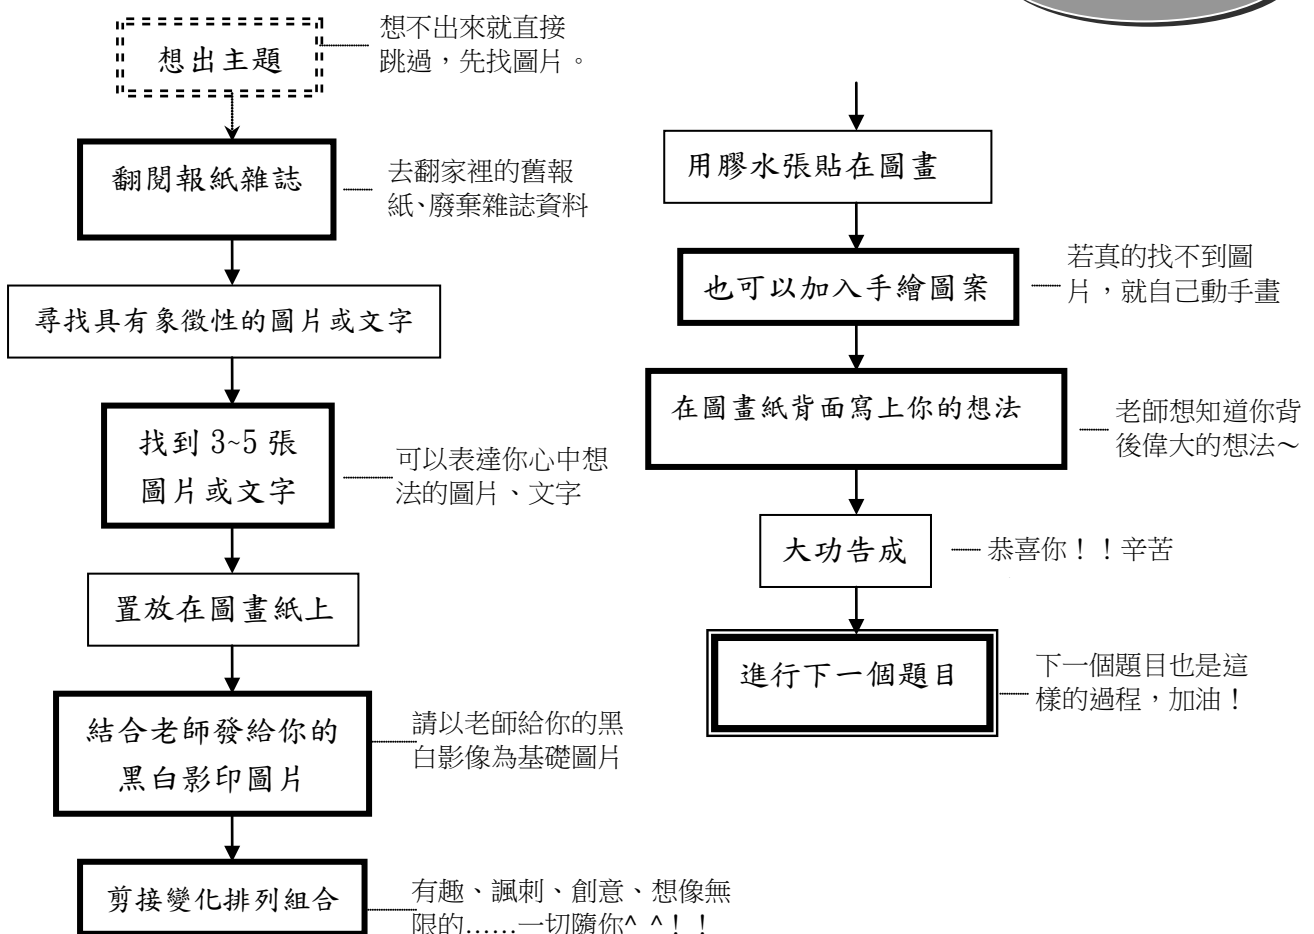 想出主題
想不出來就直接
跳過，先找圖片。
翻閱報紙雜誌
去翻家裡的舊報
紙、廢棄雜誌資料
尋找具有象徵性的圖片或文字
找到 3~5 張
圖片或文字
可以表達你心中想
法的圖片、文字
置放在圖畫紙上
結合老師發給你的
黑白影印圖片
請以老師給你的黑
白影像為基礎圖片
剪接變化排列組合
有趣、諷刺、創意、想像無
限的……一切隨你^ ^！！
用膠水張貼在圖畫
也可以加入手繪圖案
若真的找不到圖
片，就自己動手畫
在圖畫紙背面寫上你的想法
老師想知道你背
後偉大的想法～
大功告成
恭喜你！！辛苦
進行下一個題目
下一個題目也是這
樣的過程，加油！